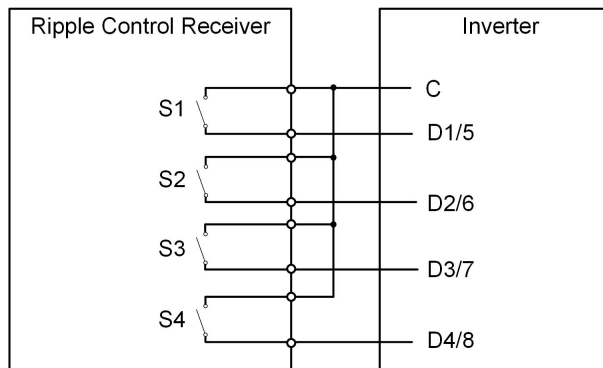 Ripple Control Receiver
Inverter
C
S1
D1/5
S2
D2/6
S3
D3/7
S4
D4/8